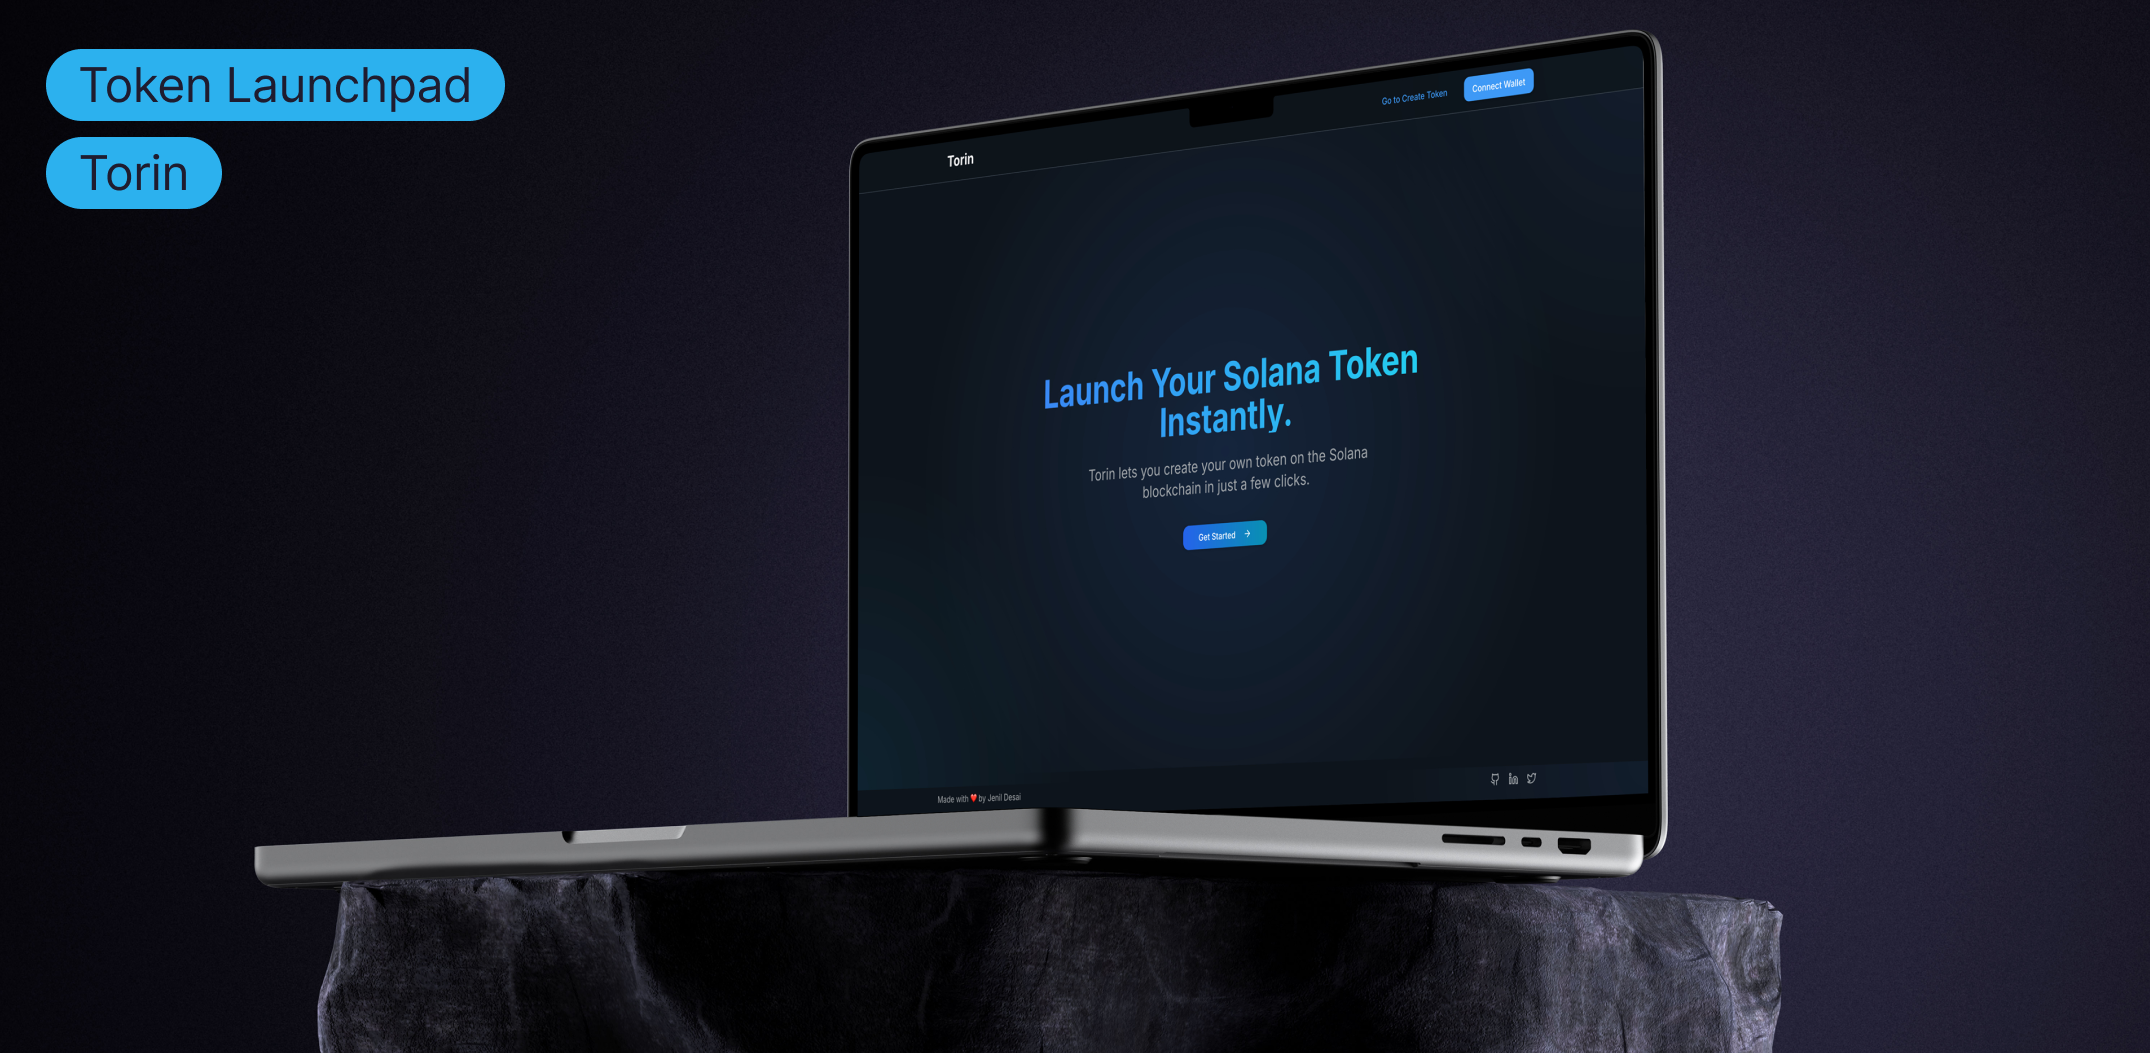 Token Launchpad
Torin
Torin
Go to Create Token
Connect Wallet
Launch Your Solana Token
Instantly.
Torin lets you create your own token on the Solana
blockchain in just a few clicks.
Get Started →
Made with ❤️ by Jenil Desai